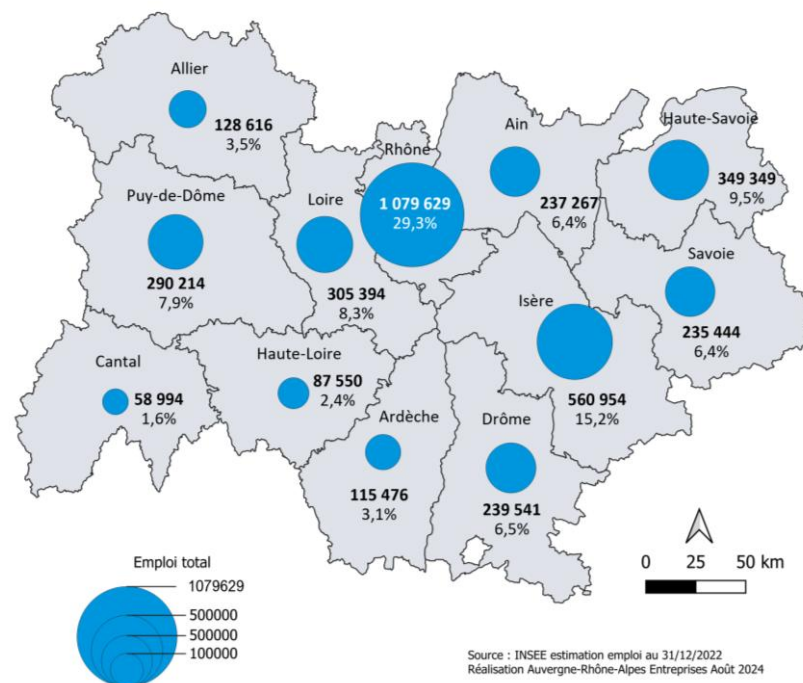 Allier
128 616
3,5%
Puy-de-Dôme
290 214
7,9%
Loire
305 394
8,3%
Rhône
1 079 629
29,3%
Ain
237 267
6,4%
Haute-Savoie
349 349
9,5%
Savoie
235 444
6,4%
Isère
560 954
15,2%
Cantal
58 994
1,6%
Haute-Loire
87 550
2,4%
Ardèche
115 476
3,1%
Drôme
239 541
6,5%
0 25 50 km
Emploi total
1079629
500000
500000
100000
Source : INSEE estimation emploi au 31/12/2022
Réalisation Auvergne-Rhône-Alpes Entreprises Août 2024